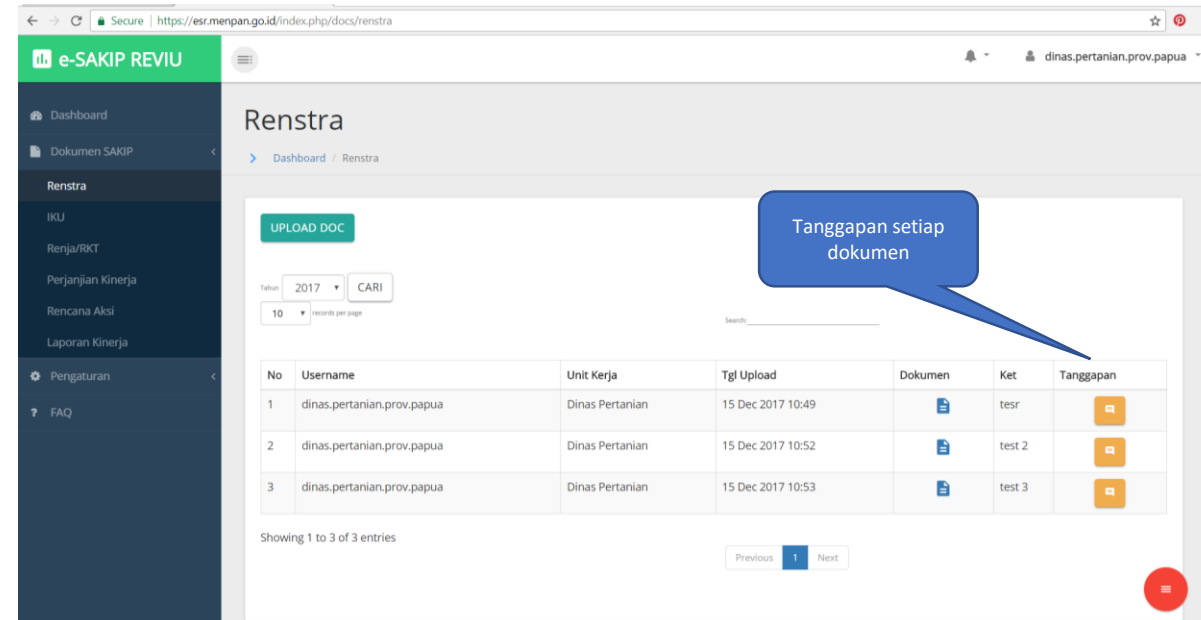 Secure | https://esr.menpan.go.id/index.php/docs/renstra
e-SAKIP REVIU
dinas.pertanian.prov.papua
Dashboard
Dokumen SAKIP
Renstra
IKU
Renja/RKT
Perjanjian Kinerja
Rencana Aksi
Laporan Kinerja
Pengaturan
? FAQ
Renstra
Dashboard / Renstra
UPLOAD DOC
Tanggapan setiap
dokumen
Tahun 2017 CARI
10 records per page
Search:
No Username Unit Kerja Tgl Upload Dokumen Ket Tanggapan
1 dinas.pertanian.prov.papua Dinas Pertanian 15 Dec 2017 10:49 tesr
2 dinas.pertanian.prov.papua Dinas Pertanian 15 Dec 2017 10:52 test 2
3 dinas.pertanian.prov.papua Dinas Pertanian 15 Dec 2017 10:53 test 3
Showing 1 to 3 of 3 entries
Previous 1 Next